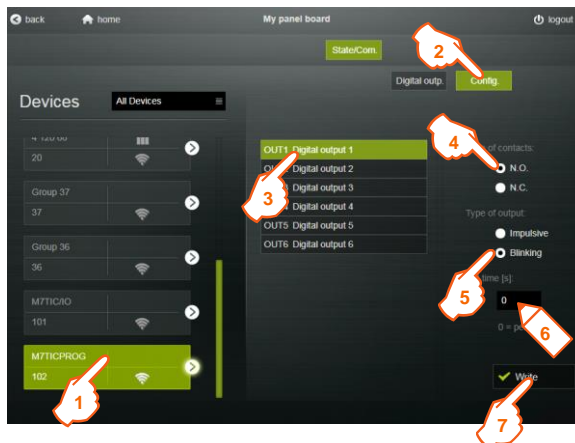 back
home
My panel board
logout
State/Com.
2
Digital outp.
Config.
Devices
All Devices
20
Group 37
37
Group 36
36
M7TIC/IO
101
M7TICPROG
102
1
OUT1 Digital output 1
Digital output 2
Digital output 3
Digital output 4
OUT5 Digital output 5
OUT6 Digital output 6
3
4
of contacts:
N.O.
N.C.
Type of output:
Impulsive
Blinking
5
time [s]:
0
6
0 =
Write
7